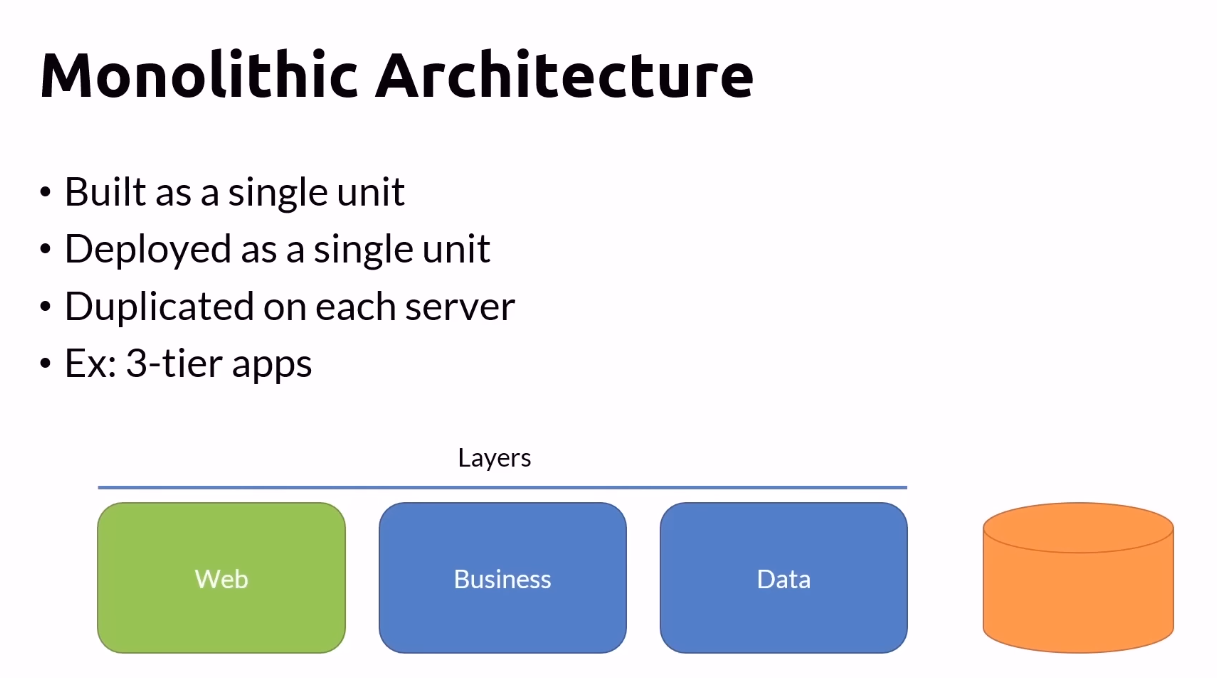 Monolithic Architecture
• Built as a single unit
• Deployed as a single unit
• Duplicated on each server
• Ex: 3-tier apps
Layers
Web
Business
Data